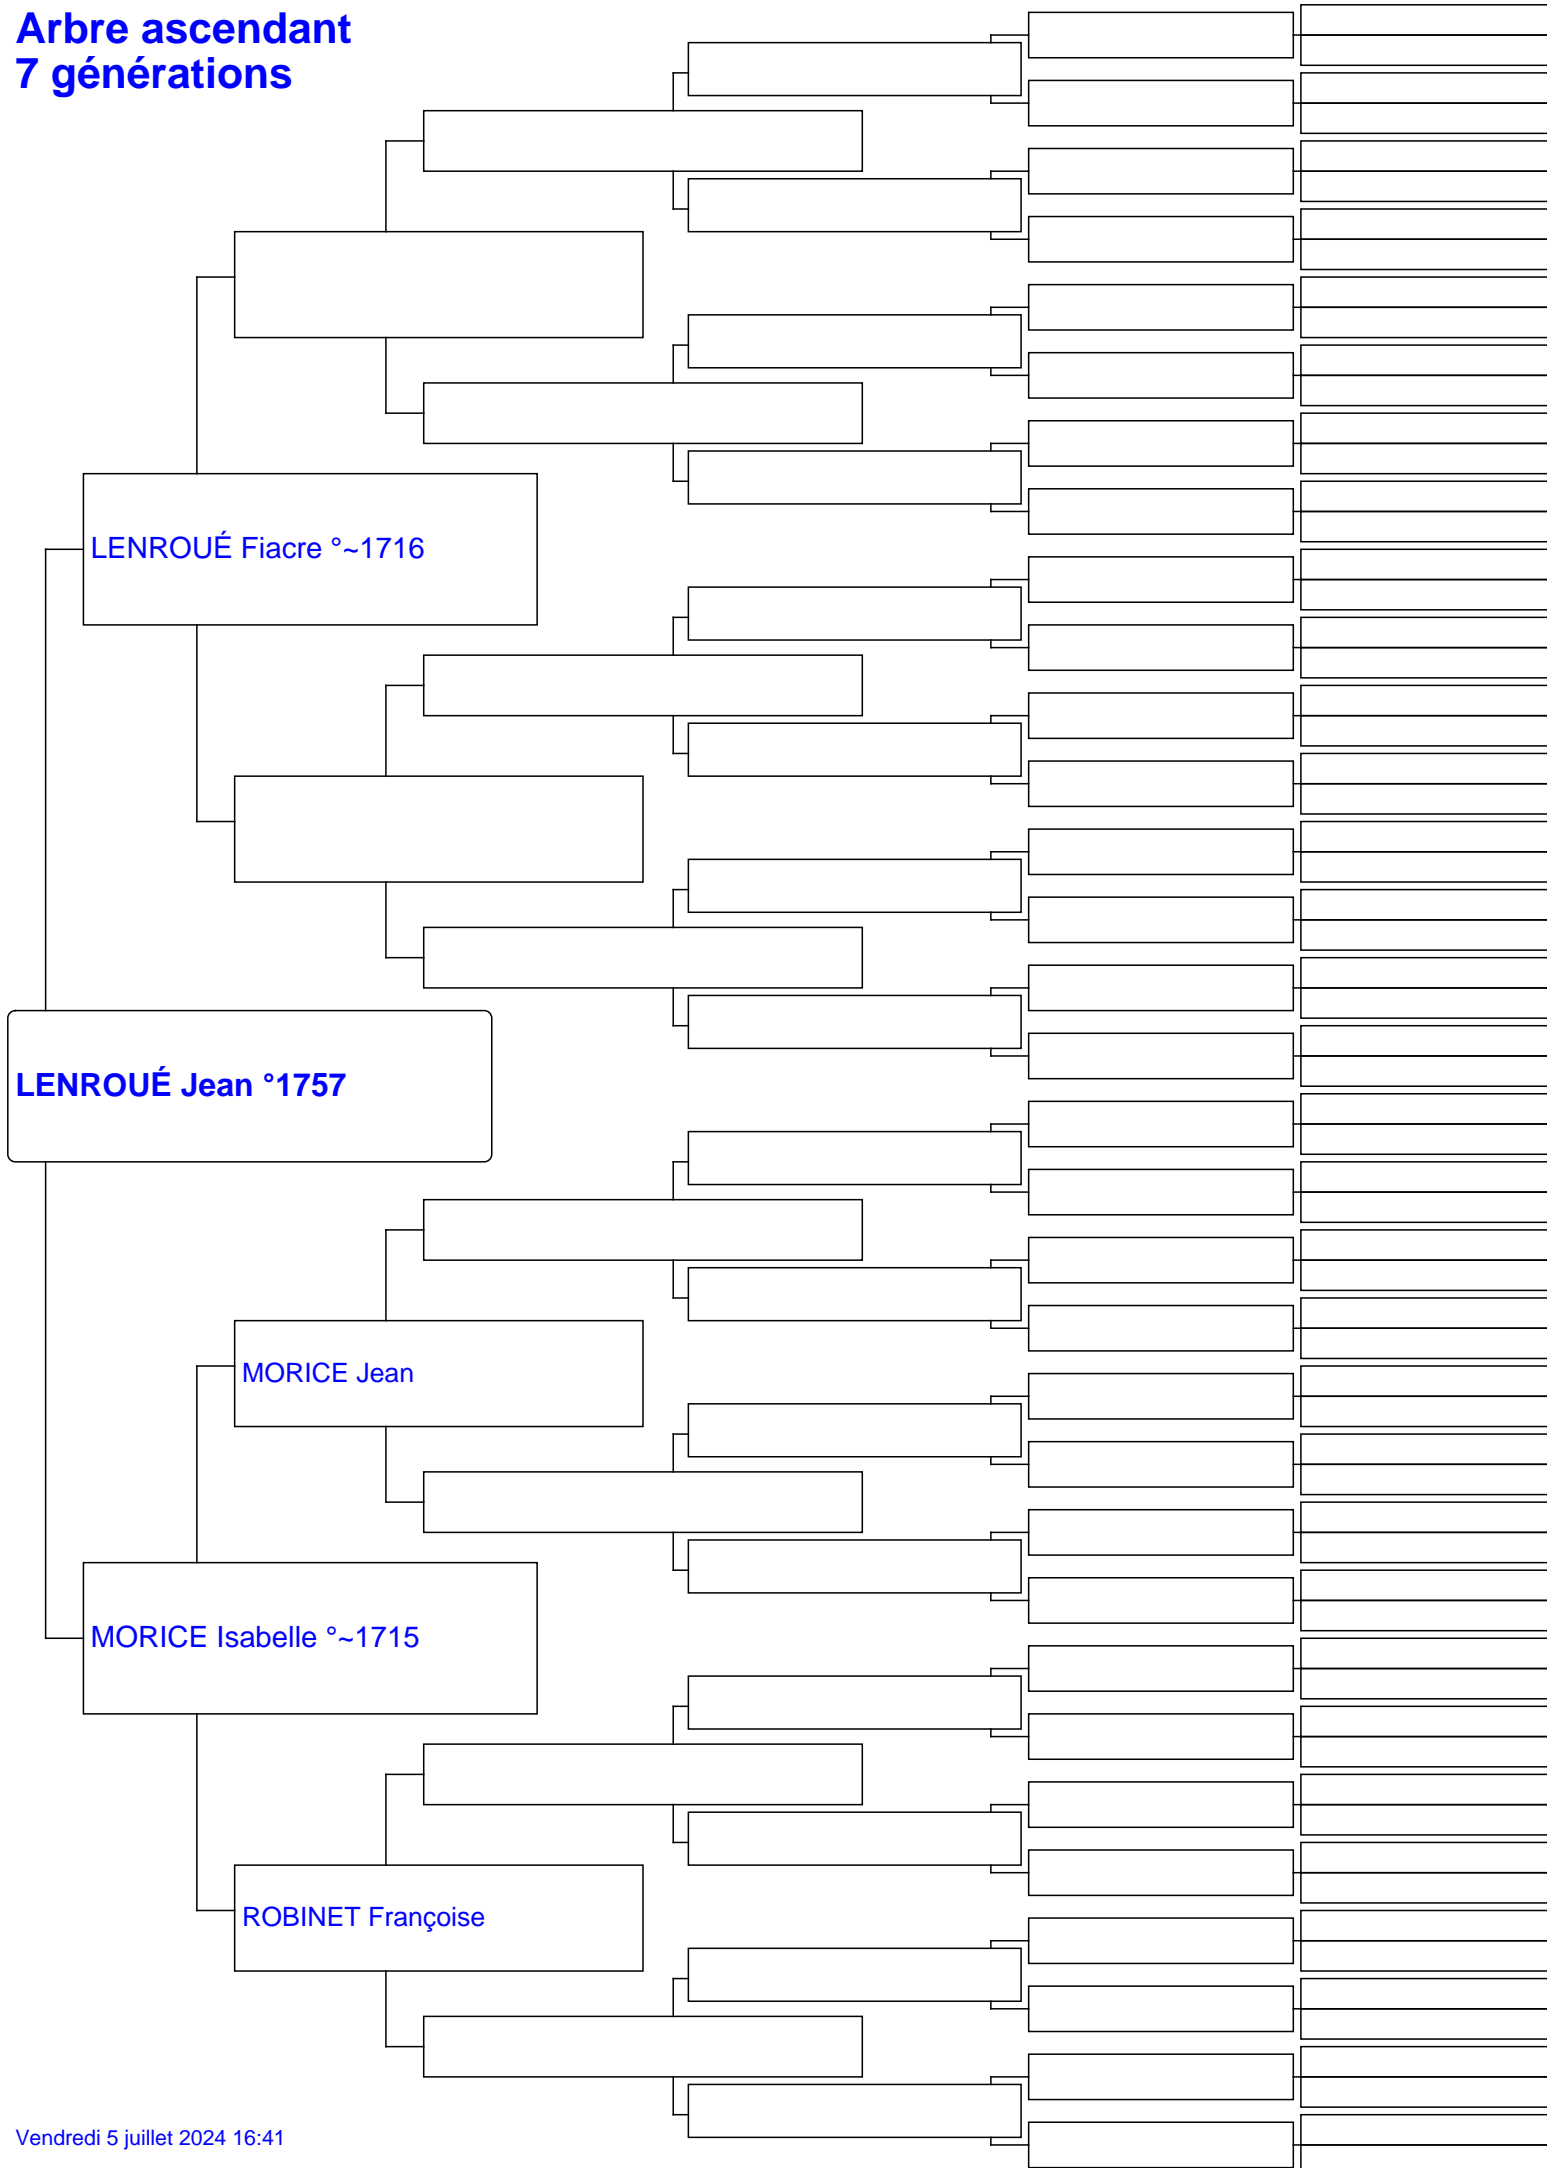 Arbre ascendant
7 générations
LENROUÉ Fiacre °~1716
LENROUÉ Jean °1757
MORICE Jean
MORICE Isabelle °~1715
ROBINET Françoise
Vendredi 5 juillet 2024 16:41